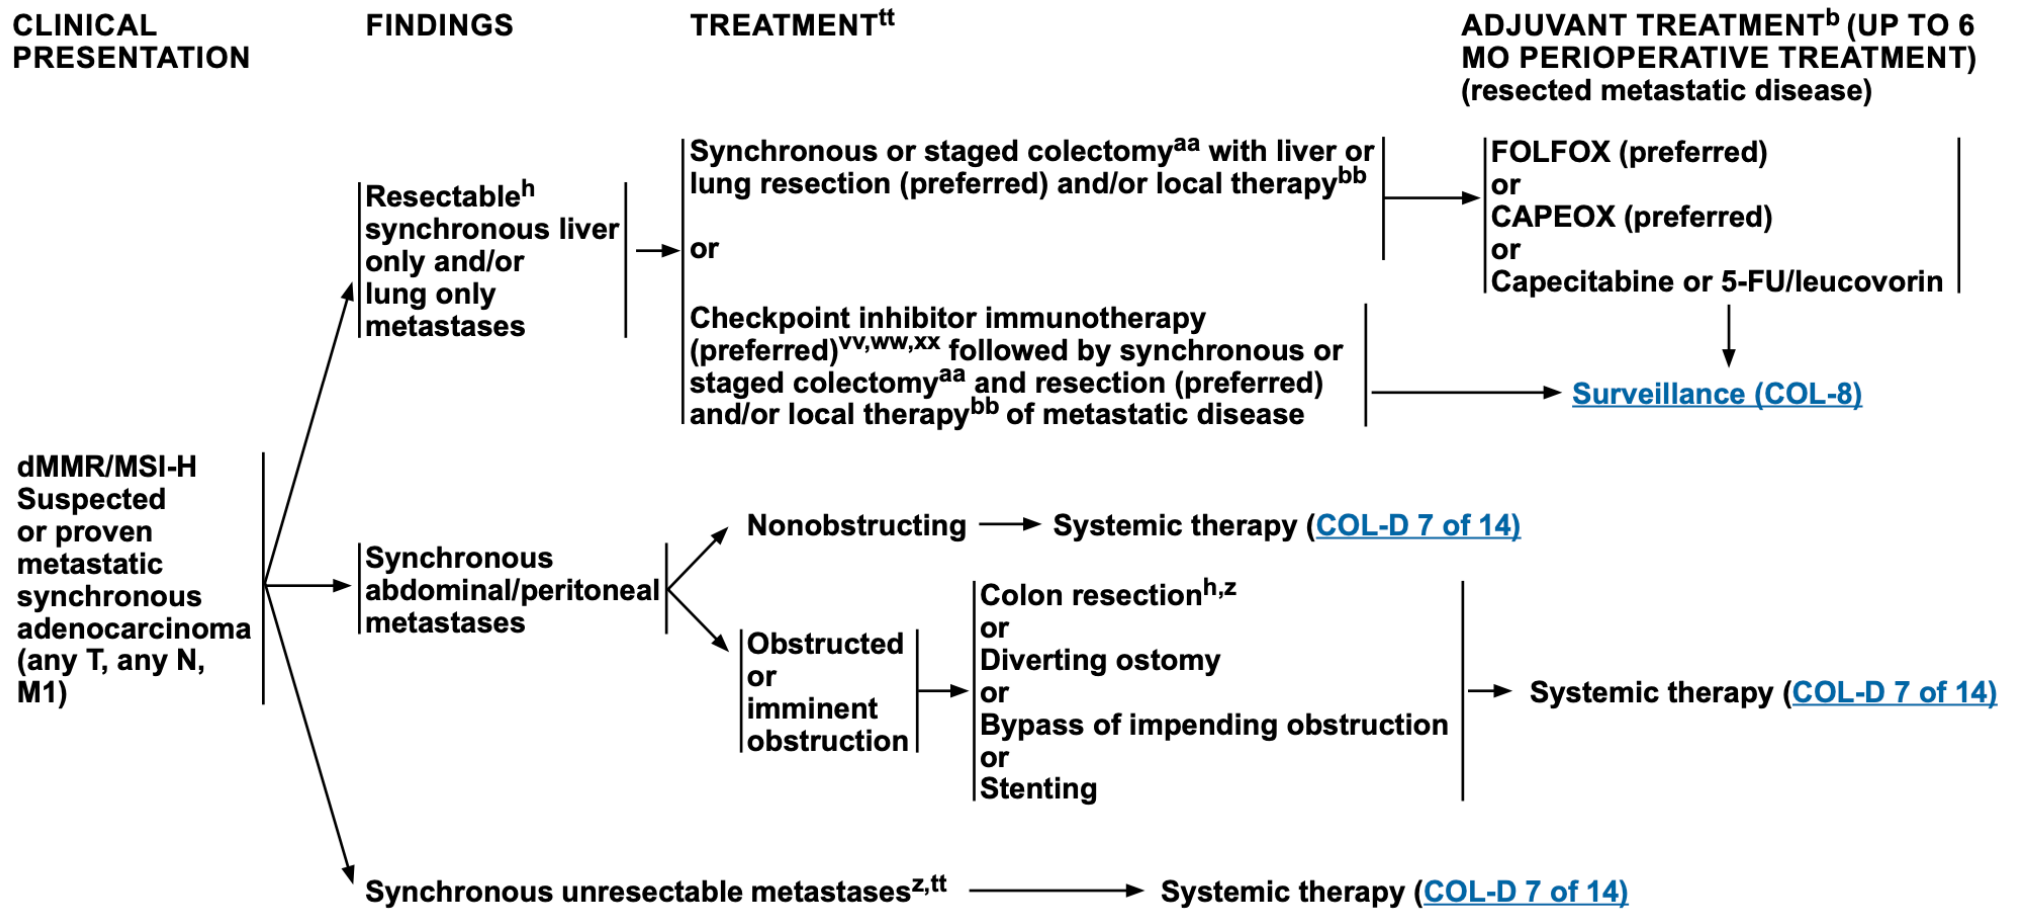 CLINICAL
PRESENTATION
FINDINGS
TREATMENTtt
ADJUVANT TREATMENTb (UP TO 6
MO PERIOPERATIVE TREATMENT)
(resected metastatic disease)
dMMR/MSI-H
Suspected
or proven
metastatic
synchronous
adenocarcinoma
(any T, any N,
M1)
Resectableh
synchronous liver
only and/or
lung only
metastases
Synchronous or staged colectomyaa with liver or
lung resection (preferred) and/or local therapybb
or
Checkpoint inhibitor immunotherapy
(preferred)vv,ww,xx followed by synchronous or
staged colectomyaa and resection (preferred)
and/or local therapybb of metastatic disease
FOLFOX (preferred)
or
CAPEOX (preferred)
or
Capecitabine or 5-FU/leucovorin
Surveillance (COL-8)
Synchronous
abdominal/peritoneal
metastases
Nonobstructing
Systemic therapy (COL-D 7 of 14)
Obstructed
or
imminent
obstruction
Colon resectionh,z
or
Diverting ostomy
or
Bypass of impending obstruction
or
Stenting
Systemic therapy (COL-D 7 of 14)
Synchronous unresectable metastasesz,tt
Systemic therapy (COL-D 7 of 14)